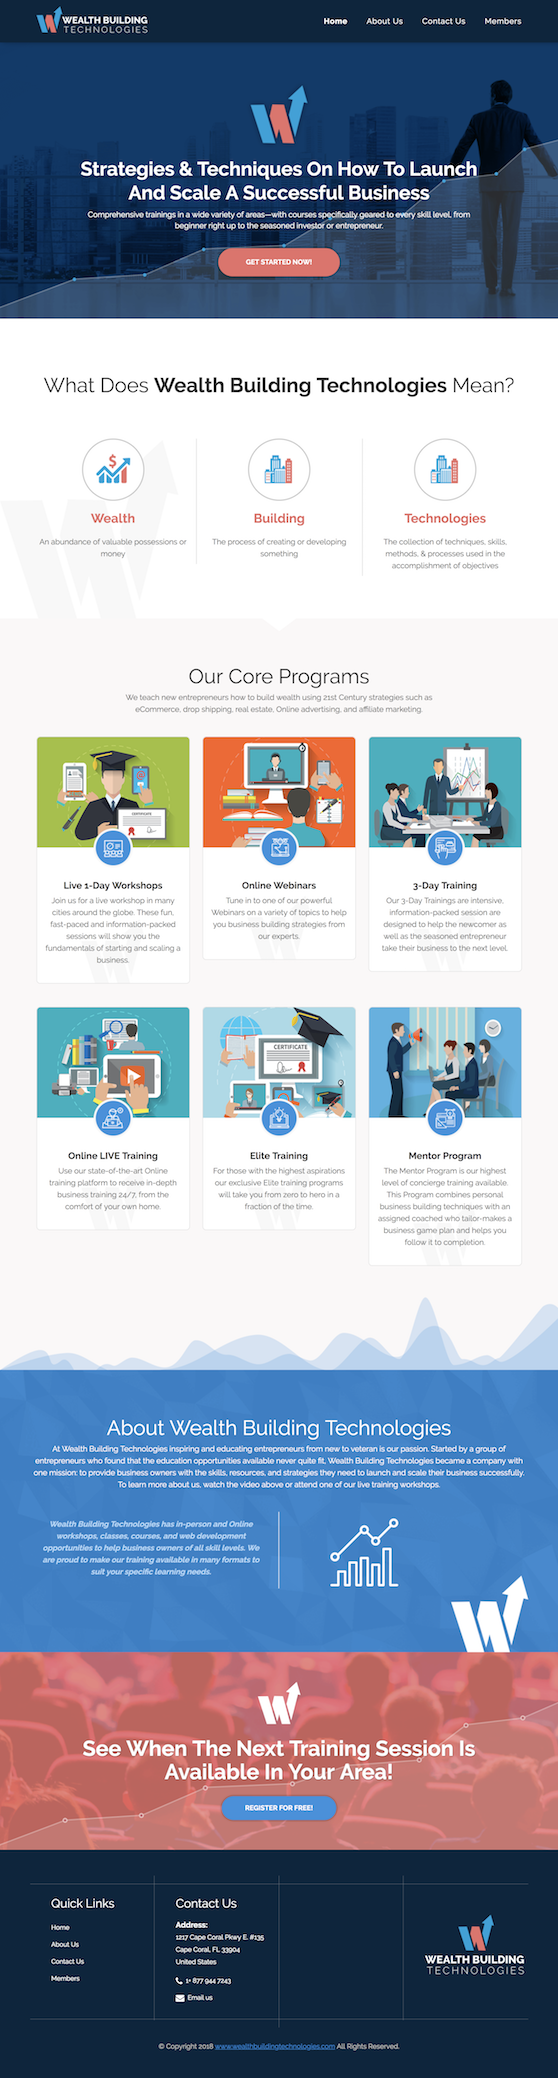 WEALTH BUILDING
TECHNOLOGIES
Home
About Us
Contact Us
Members
Strategies & Techniques On How To Launch
And Scale A Successful Business
Comprehensive trainings in a wide variety of areas—with courses specifically geared to every skill level, from
beginner right up to the seasoned investor or entrepreneur.
GET STARTED NOW!
What Does Wealth Building Technologies Mean?
Wealth
An abundance of valuable possessions or
money
Building
The process of creating or developing
something
Technologies
The collection of techniques, skills,
methods, & processes used in the
accomplishment of objectives
Our Core Programs
We teach new entrepreneurs how to build wealth using 21st Century strategies such as
eCommerce, drop shipping, real estate, Online advertising, and affiliate marketing.
CERTIFICATE
Live 1-Day Workshops
Join us for a live workshop in many
cities around the globe. These fun,
fast-paced and information-packed
sessions will show you the
fundamentals of starting and scaling a
business.
Online Webinars
Tune in to one of our powerful
Webinars on a variety of topics to help
you business building strategies from
our experts.
3-Day Training
Our 3-Day Trainings are intensive,
information-packed session are
designed to help the newcomer as
well as the seasoned entrepreneur
take their business to the next level.
Online LIVE Training
Use our state-of-the-art Online
training platform to receive in-depth
business training 24/7, from the
comfort of your own home.
CERTIFICATE
Elite Training
For those with the highest aspirations
our exclusive Elite training programs
will take you from zero to hero in a
fraction of the time.
Mentor Program
The Mentor Program is our highest
level of concierge training available.
This Program combines personal
business building techniques with an
assigned coached who tailor-makes a
business game plan and helps you
follow it to completion.
About Wealth Building Technologies
At Wealth Building Technologies inspiring and educating entrepreneurs from new to veteran is our passion. Started by a group of
entrepreneurs who found that the education opportunities available never quite fit, Wealth Building Technologies became a company with
one mission: to provide business owners with the skills, resources, and strategies they need to launch and scale their business successfully.
To learn more about us, watch the video above or attend one of our live training workshops.
Wealth Building Technologies has in-person and Online
workshops, classes, courses, and web development
opportunities to help business owners of all skill levels. We
are proud to make our training available in many formats to
suit your specific learning needs.
See When The Next Training Session Is
Available In Your Area!
REGISTER FOR FREE!
Quick Links
Home
About Us
Contact Us
Members
Contact Us
Address:
1217 Cape Coral Pkwy E. #135
Cape Coral, FL 33904
United States
1+ 877 944 7243
Email us
WEALTH BUILDING
TECHNOLOGIES
© Copyright 2018 www.wealthbuildingtechnologies.com All Rights Reserved.